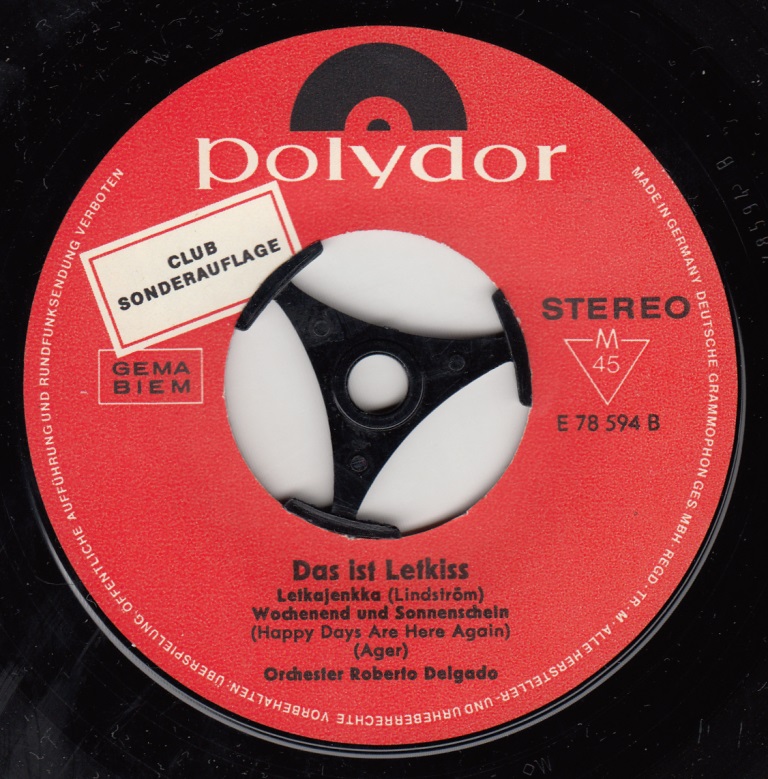 polydor
CLUB
SONDERAUFLAGE
GEMA
BIEM
STEREO
M
45
E 78 594 B
Das ist Letkiss
Letkajenkka (Lindström)
Wochenend und Sonnenschein
(Happy Days Are Here Again)
(Ager)
Orchester Roberto Delgado
MADE IN GERMANY DEUTSCHE GRAMMOPHON GES. MBH. REGD. TR. M. ALLE HERSTELLER- UND URHEBERRECHTE VORBEHALTEN: ÜBERSPIELUNG, ÖFFENTLICHE AUFFÜHRUNG UND RUNDFUNKSENDUNG VERBOTEN